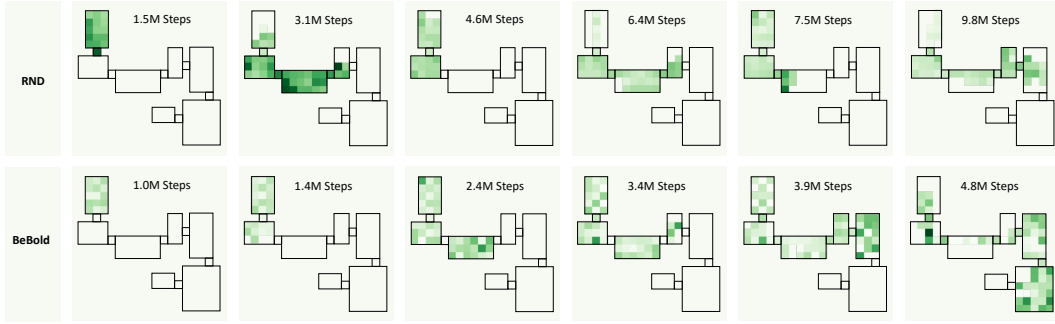 RND
1.5M Steps
3.1M Steps
4.6M Steps
6.4M Steps
7.5M Steps
9.8M Steps
BeBold
1.0M Steps
1.4M Steps
2.4M Steps
3.4M Steps
3.9M Steps
4.8M Steps